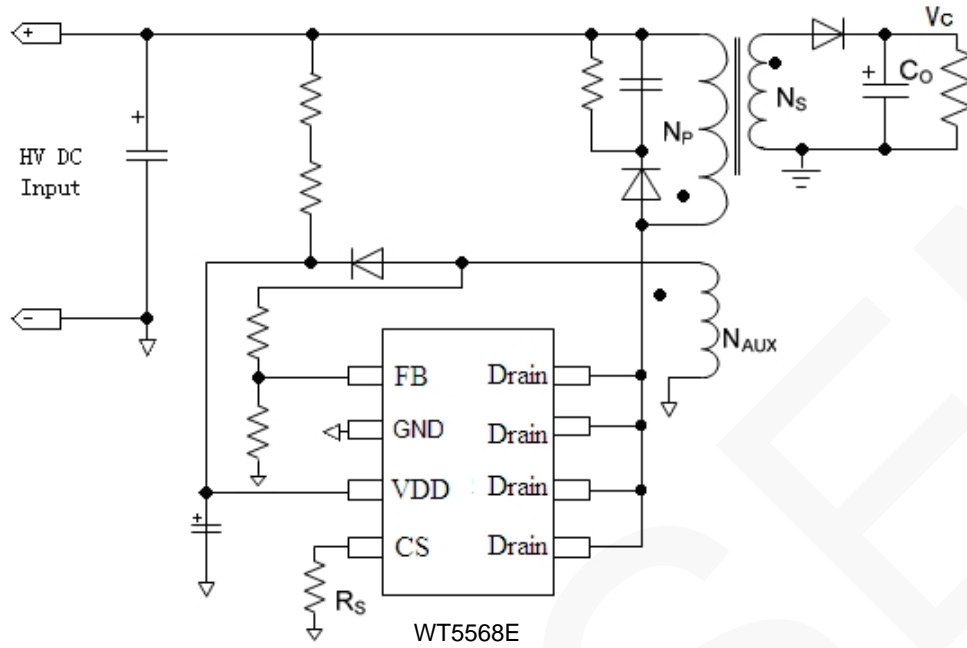 +
Vc
+
CO
NS
NP
+
HV DC
Input
-
NAUX
FB
Drain
GND
Drain
VDD
Drain
+
CS
Drain
RS
WT5568E